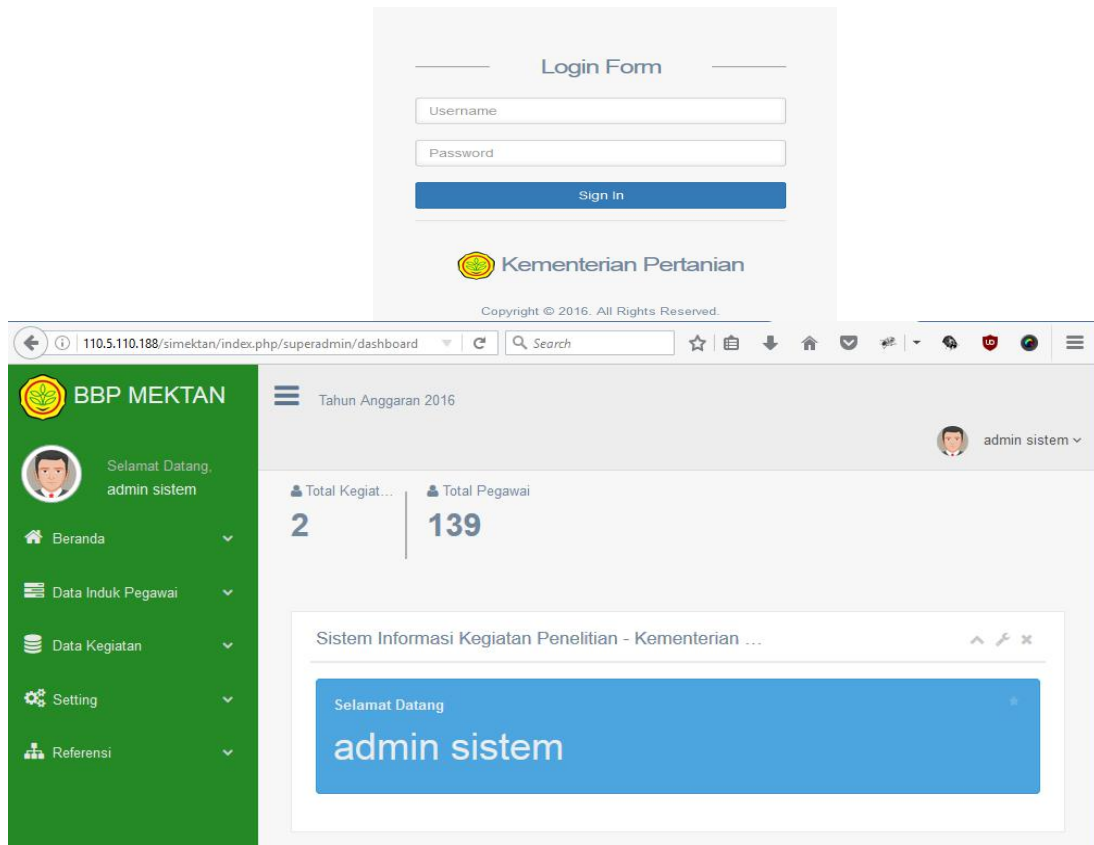 Login Form
Username
Password
Sign In
Kementerian Pertanian
Copyright © 2016. All Rights Reserved.
110.5.110.188/simektan/index.php/superadmin/dashboard
Search
BBP MEKTAN
Tahun Anggaran 2016
admin sistem
Selamat Datang,
admin sistem
Total Kegiat...
Total Pegawai
2
139
Beranda
Data Induk Pegawai
Data Kegiatan
Setting
Referensi
Sistem Informasi Kegiatan Penelitian - Kementerian ...
Selamat Datang
admin sistem